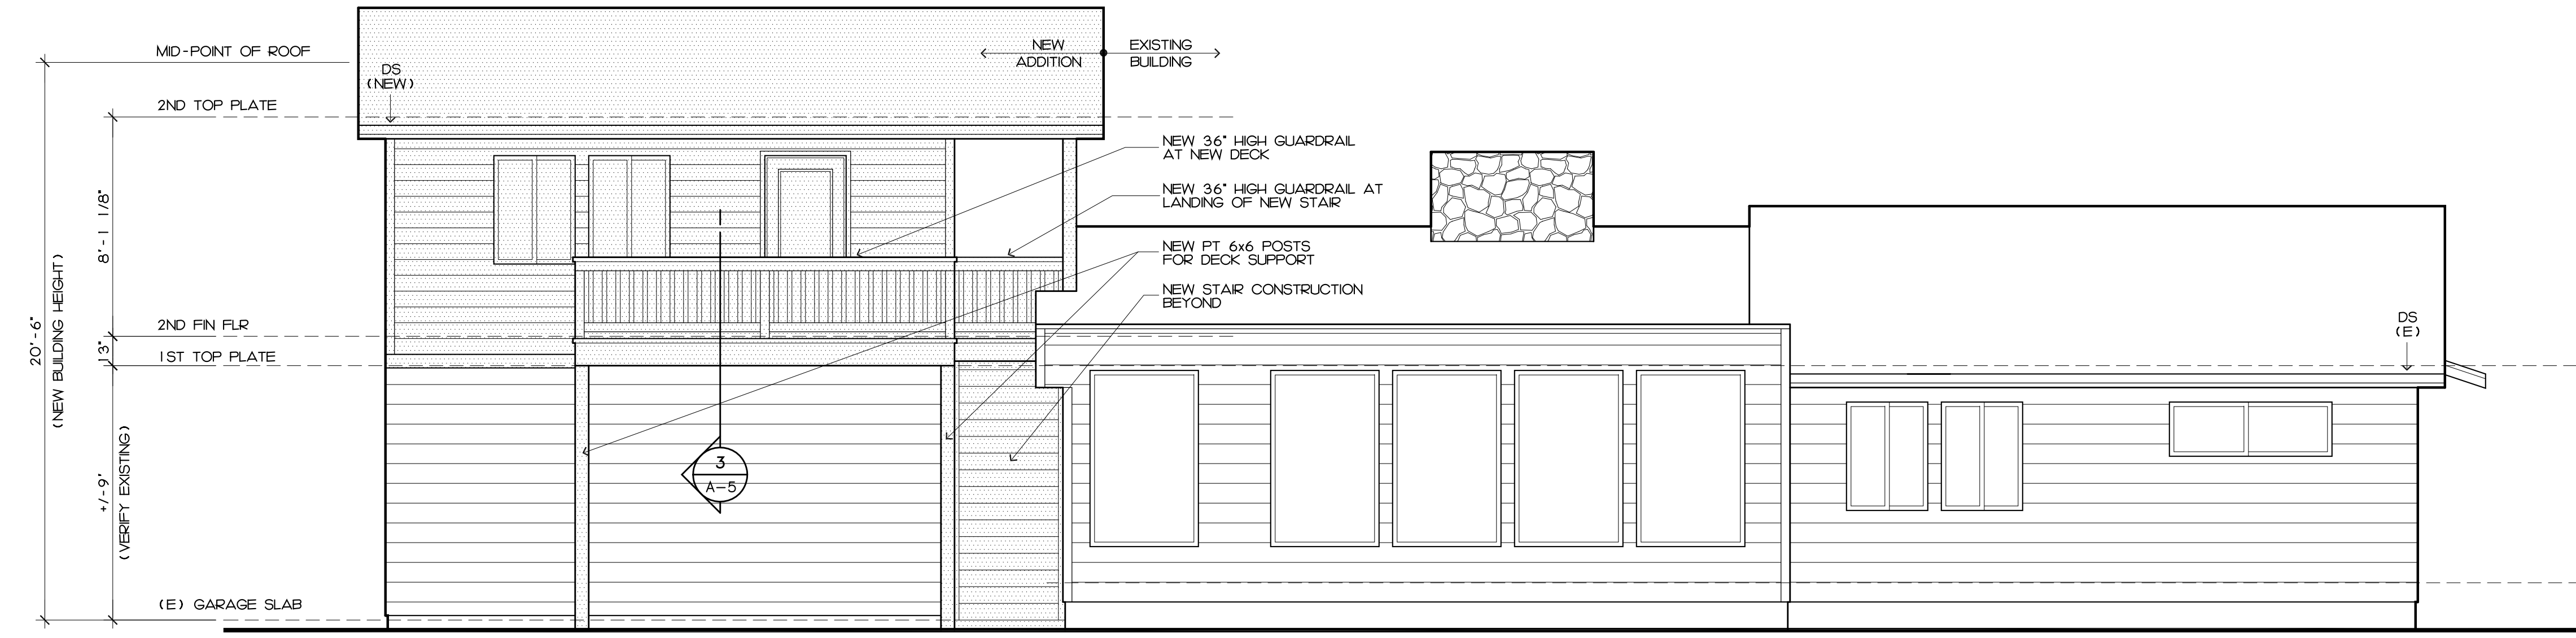 MID-POINT OF ROOF
DS
(NEW)
2ND TOP PLATE
NEW
ADDITION
EXISTING
BUILDING
NEW 36" HIGH GUARDRAIL
AT NEW DECK
NEW 36" HIGH GUARDRAIL AT
LANDING OF NEW STAIR
NEW PT 6x6 POSTS
FOR DECK SUPPORT
NEW STAIR CONSTRUCTION
BEYOND
8'-1 1/8"
20'-6"
(NEW BUILDING HEIGHT)
2ND FIN FLR
13"
1ST TOP PLATE
+/-9'
(VERIFY EXISTING)
(E) GARAGE SLAB
3
A-5
DS
(E)